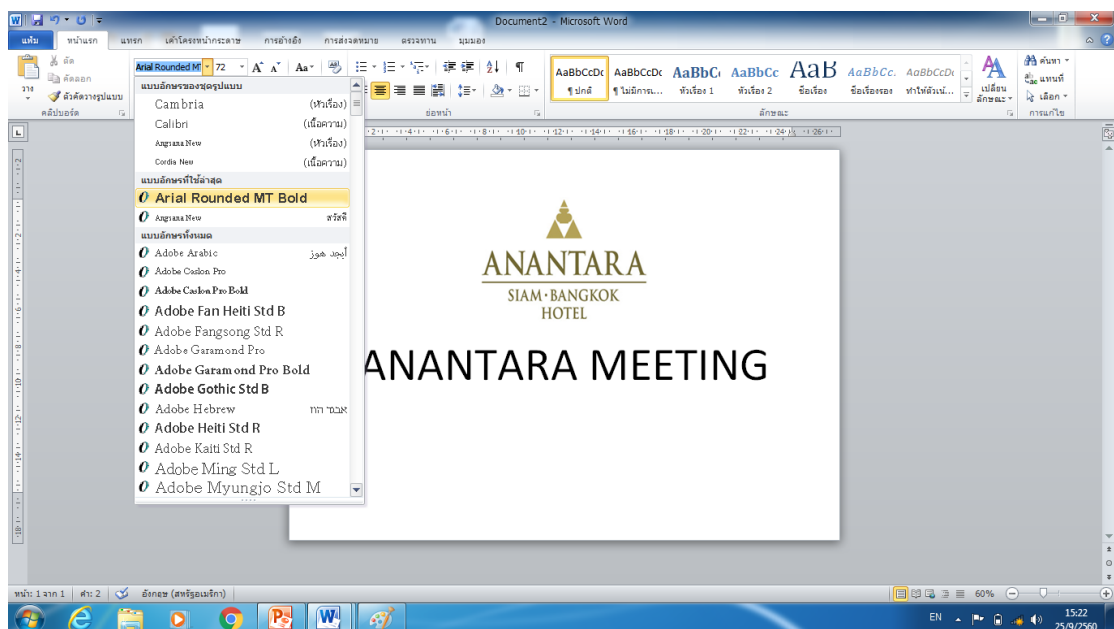 Document2 - Microsoft Word
แฟ้ม หน้าแรก แทรก เค้าโครงหน้ากระดาษ การอ้างอิง การส่งจดหมาย ตรวจทาน มุมมอง
วาง
ตัด
คัดลอก
ตัวคัดวางรูปแบบ
คลิปบอร์ด
Arial Rounded MT 72
ย่อหน้า
AaBbCcDc AaBbCcDc AaBbC AaBbCc AaB AaBbCc. AaBbCcDc
¶ ปกติ ¶ ไม่มีการเ... หัวเรื่อง 1 หัวเรื่อง 2 ชื่อเรื่อง ชื่อเรื่องรอง ทำให้ตัวเน้...
เปลี่ยน
ลักษณะ
ลักษณะ
ค้นหา
แทนที่
เลือก
การแก้ไข
แบบอักษรของชุดรูปแบบ
Cambria (หัวเรื่อง)
Calibri (เนื้อความ)
Angsana New (หัวเรื่อง)
Cordia New (เนื้อความ)
แบบอักษรที่ใช้ล่าสุด
Arial Rounded MT Bold
Angsana New สวัสดี
แบบอักษรทั้งหมด
Adobe Arabic أبجد هوز
Adobe Caslon Pro
Adobe Caslon Pro Bold
Adobe Fan Heiti Std B
Adobe Fangsong Std R
Adobe Garamond Pro
Adobe Garamond Pro Bold
Adobe Gothic Std B
Adobe Hebrew אבגד הוז
Adobe Heiti Std R
Adobe Kaiti Std R
Adobe Ming Std L
Adobe Myungjo Std M
ANANTARA
SIAM·BANGKOK
HOTEL
ANANTARA MEETING
หน้า: 1 จาก 1 คำ: 2 อังกฤษ (สหรัฐอเมริกา) 60%
EN 15:22
25/9/2560